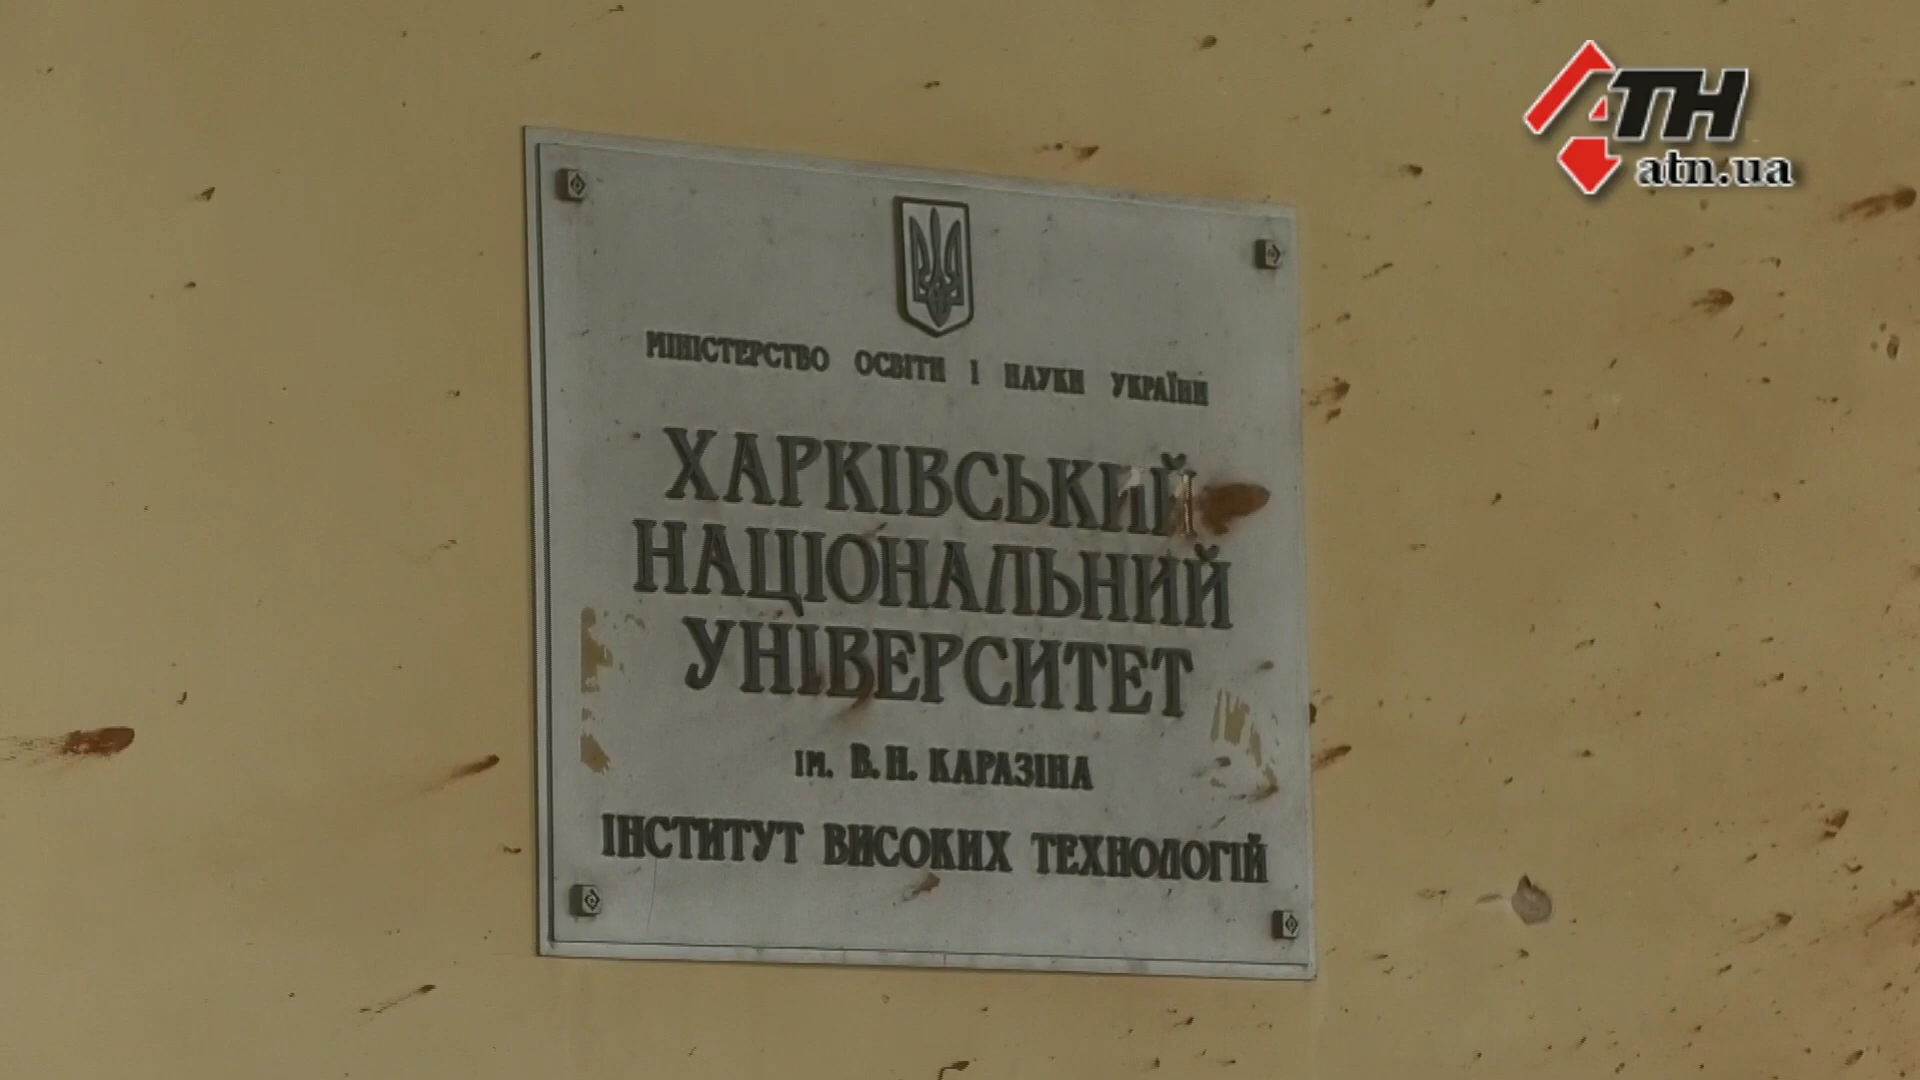 АТН
atn.ua
МІНІСТЕРСТВО ОСВІТИ І НАУКИ УКРАЇНИ
ХАРКІВСЬКИЙ
НАЦІОНАЛЬНИЙ
УНІВЕРСИТЕТ
ІМ. В.Н. КАРАЗІНА
ІНСТИТУТ ВИСОКИХ ТЕХНОЛОГІЙ